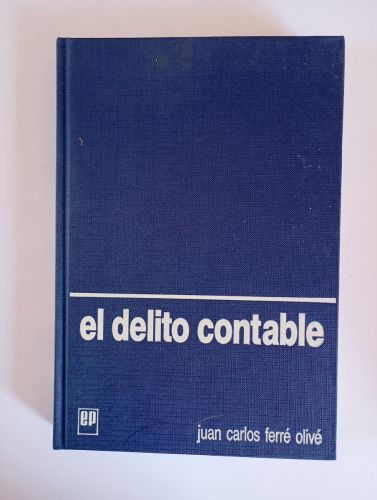 el delito contable
ep
juan carlos ferré olivé